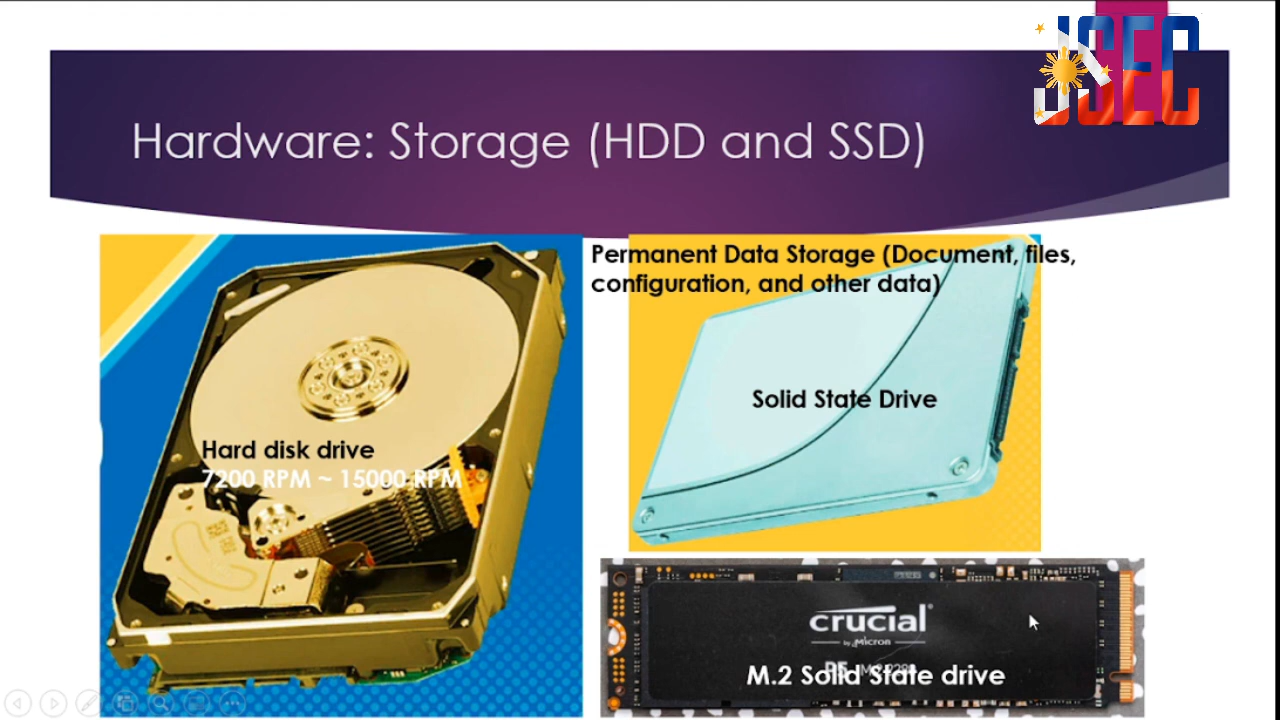 JSEC
Hardware: Storage (HDD and SSD)
Permanent Data Storage (Document, files,
configuration, and other data)
Solid State Drive
Hard disk drive
7200 RPM ~ 15000 RPM
crucial
by Micron
M.2 Solid State drive